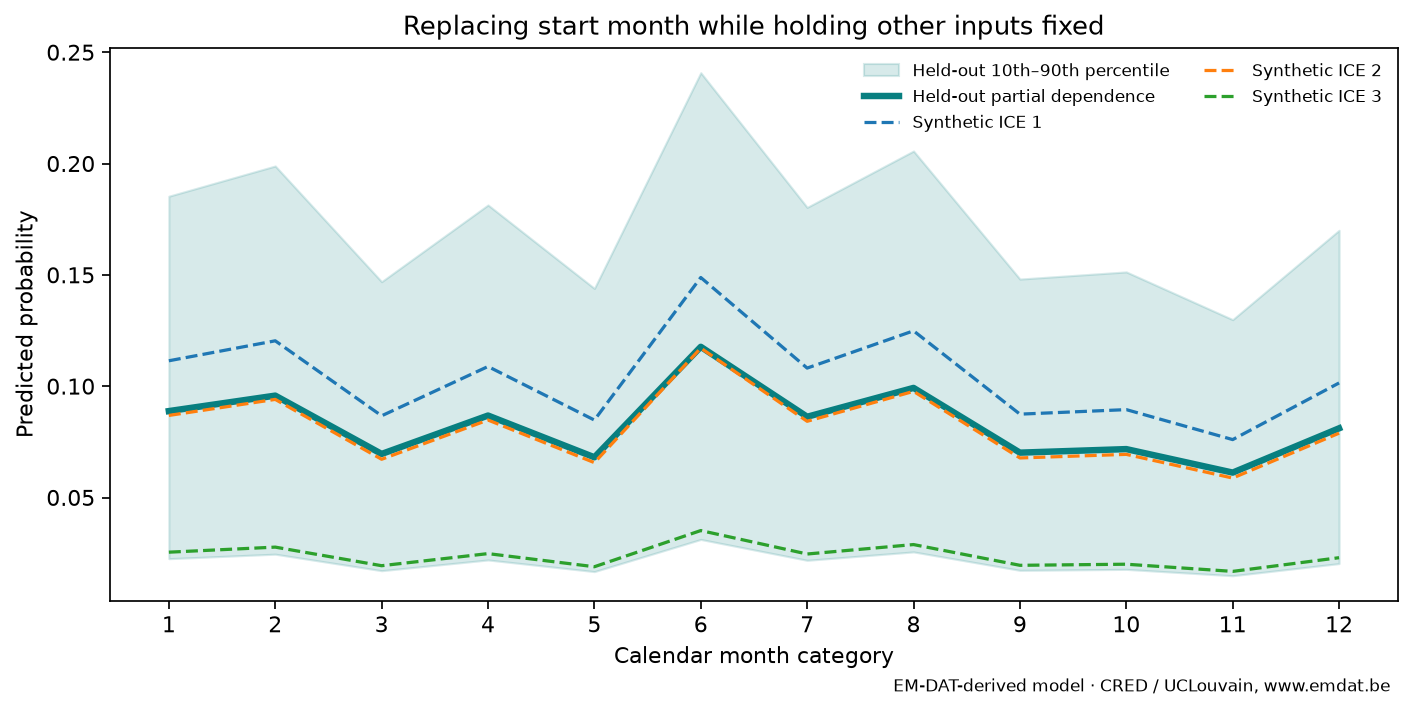 Replacing start month while holding other inputs fixed
0.25
0.20
0.15
0.10
0.05
Predicted probability
Held-out 10th–90th percentile
Held-out partial dependence
Synthetic ICE 1
Synthetic ICE 2
Synthetic ICE 3
1 2 3 4 5 6 7 8 9 10 11 12
Calendar month category
EM-DAT-derived model · CRED / UCLouvain, www.emdat.be